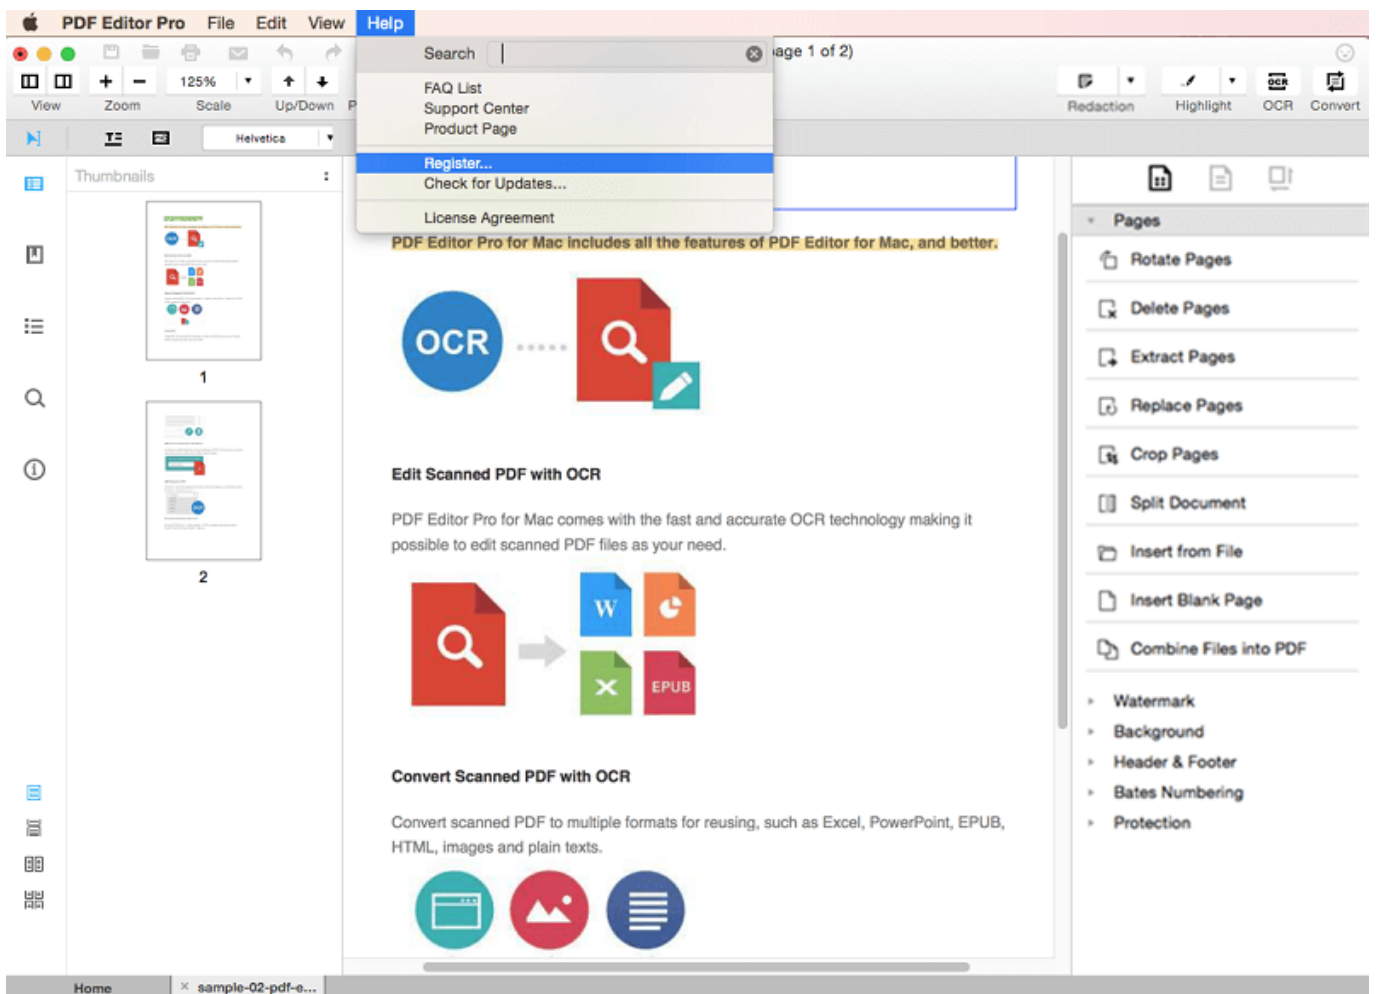 PDF Editor Pro File Edit View Help
Search
age 1 of 2)
125%
View Zoom Scale Up/Down P
Redaction Highlight OCR Convert
OCR
Helvetica
FAQ List
Support Center
Product Page
Register...
Check for Updates...
License Agreement
Thumbnails
1
2
PDF Editor Pro for Mac includes all the features of PDF Editor for Mac, and better.
OCR
Edit Scanned PDF with OCR
PDF Editor Pro for Mac comes with the fast and accurate OCR technology making it
possible to edit scanned PDF files as your need.
W
X
EPUB
Convert Scanned PDF with OCR
Convert scanned PDF to multiple formats for reusing, such as Excel, PowerPoint, EPUB,
HTML, images and plain texts.
Pages
Rotate Pages
Delete Pages
Extract Pages
Replace Pages
Crop Pages
Split Document
Insert from File
Insert Blank Page
Combine Files into PDF
Watermark
Background
Header & Footer
Bates Numbering
Protection
Home
sample-02-pdf-e...